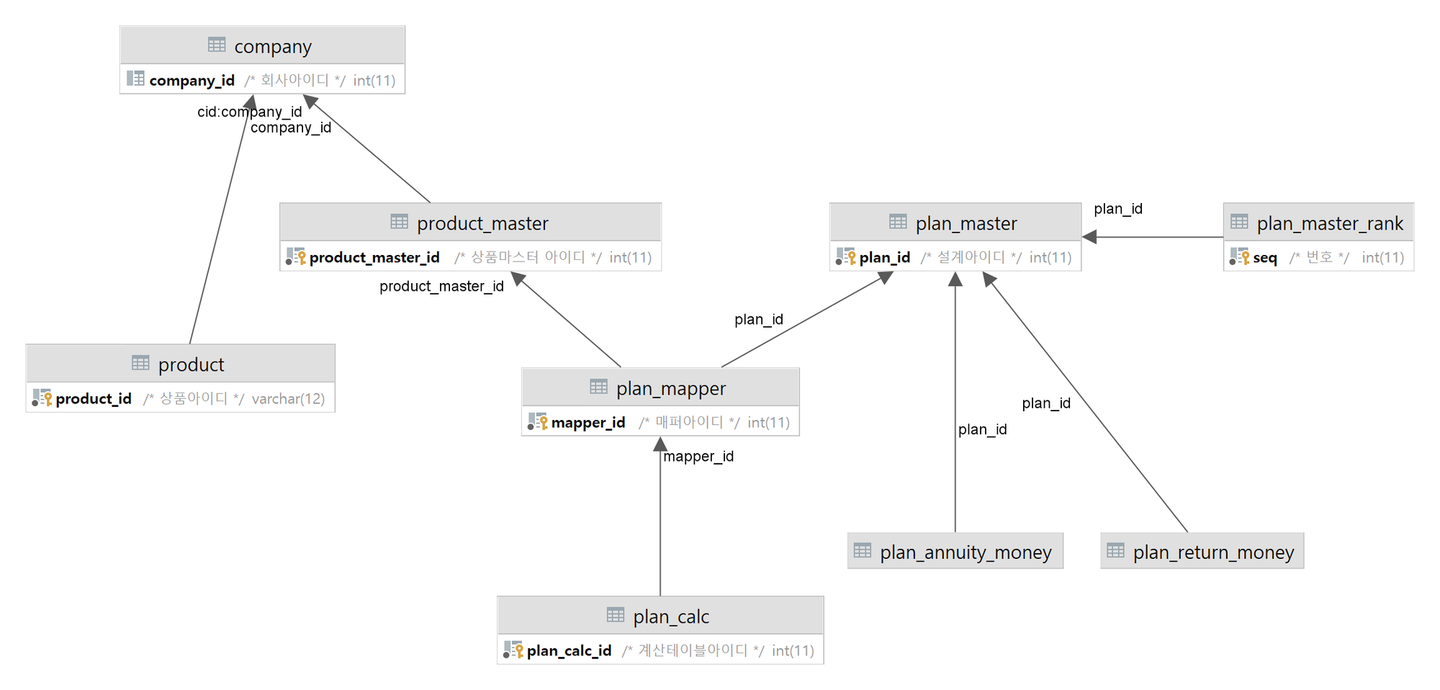 company
company_id /* 회사아이디 */ int(11)
cid:company_id
company_id
product_master
product_master_id /* 상품마스터 아이디 */ int(11)
product_master_id
plan_master
plan_id /* 설계아이디 */ int(11)
plan_id
plan_master_rank
seq /* 번호 */ int(11)
plan_id
product
product_id /* 상품아이디 */ varchar(12)
plan_mapper
mapper_id /* 매퍼아이디 */ int(11)
mapper_id
plan_id
plan_id
plan_annuity_money
plan_return_money
plan_calc
plan_calc_id /* 계산테이블아이디 */ int(11)